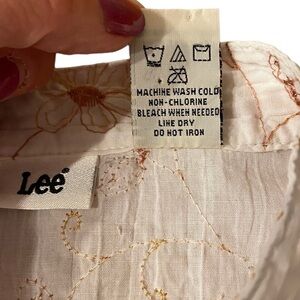 MACHINE WASH COLD
NON-CHLORINE
BLEACH WHEN NEEDED
LINE DRY
DO NOT IRON
Lee®